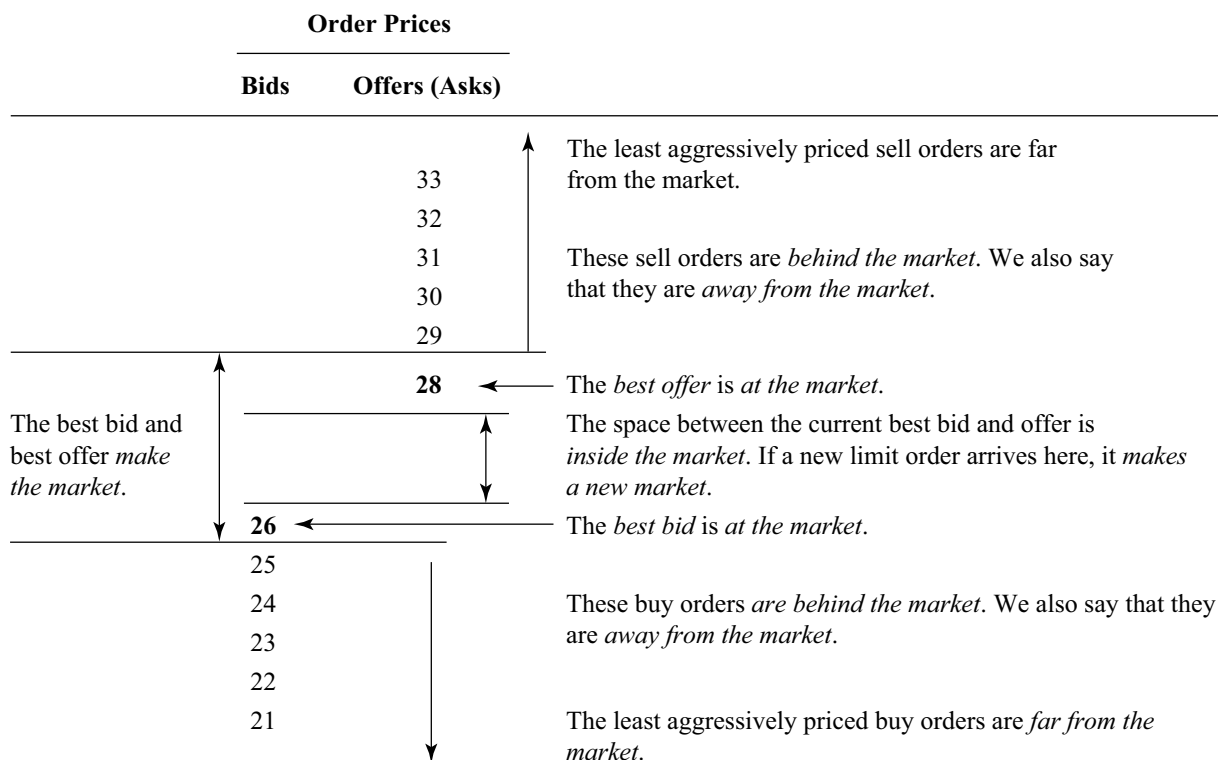 Order Prices
Bids Offers (Asks)
The least aggressively priced sell orders are far
from the market.
33
32
31
These sell orders are behind the market. We also say
that they are away from the market.
30
29
28
The best offer is at the market.
The best bid and
best offer make
the market.
The space between the current best bid and offer is
inside the market. If a new limit order arrives here, it makes
a new market.
26
The best bid is at the market.
25
24
These buy orders are behind the market. We also say that they
are away from the market.
23
22
21
The least aggressively priced buy orders are far from the
market.